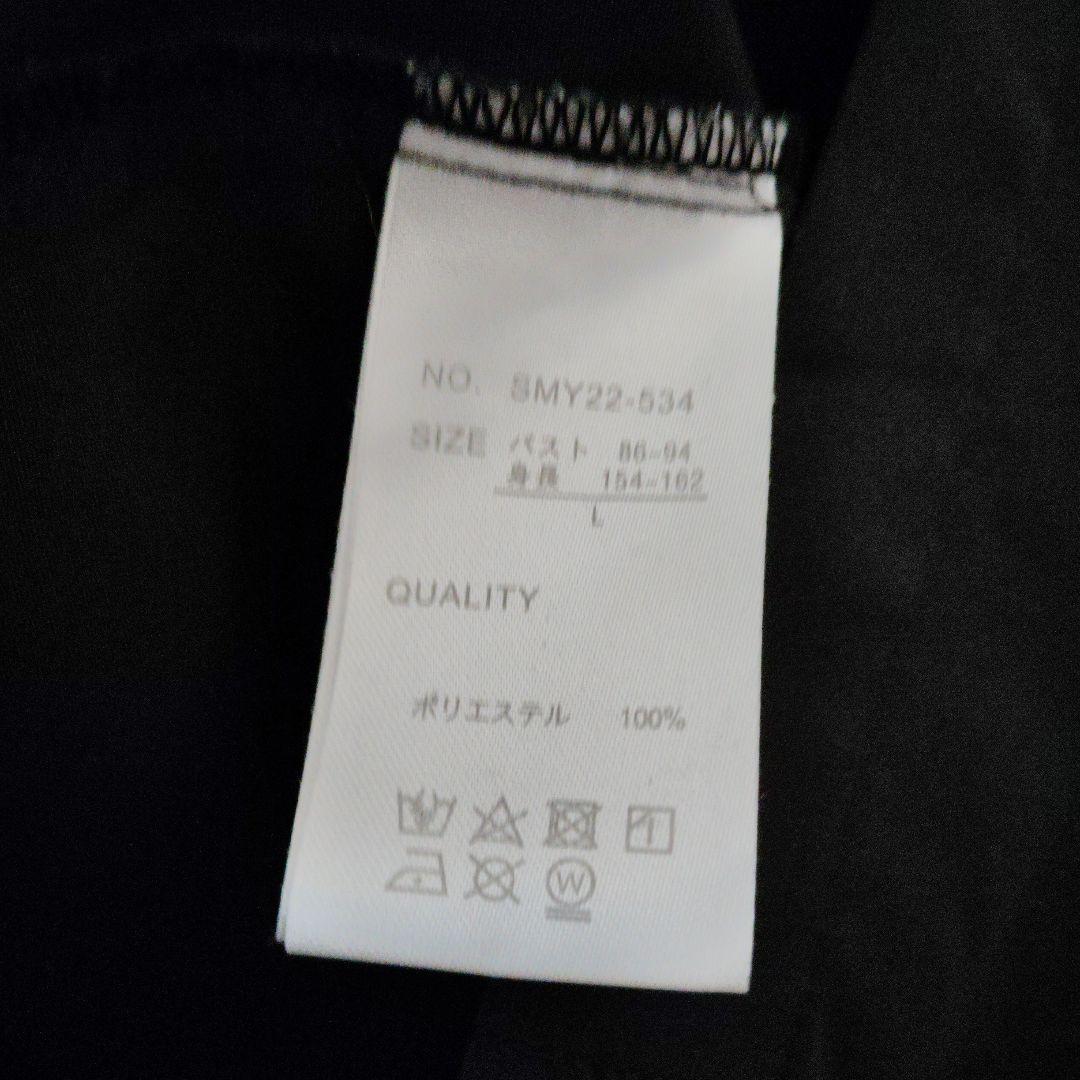 NO. SMY22-534
SIZE バスト 86-94
身長 154-162
L
QUALITY
ポリエステル 100%
W